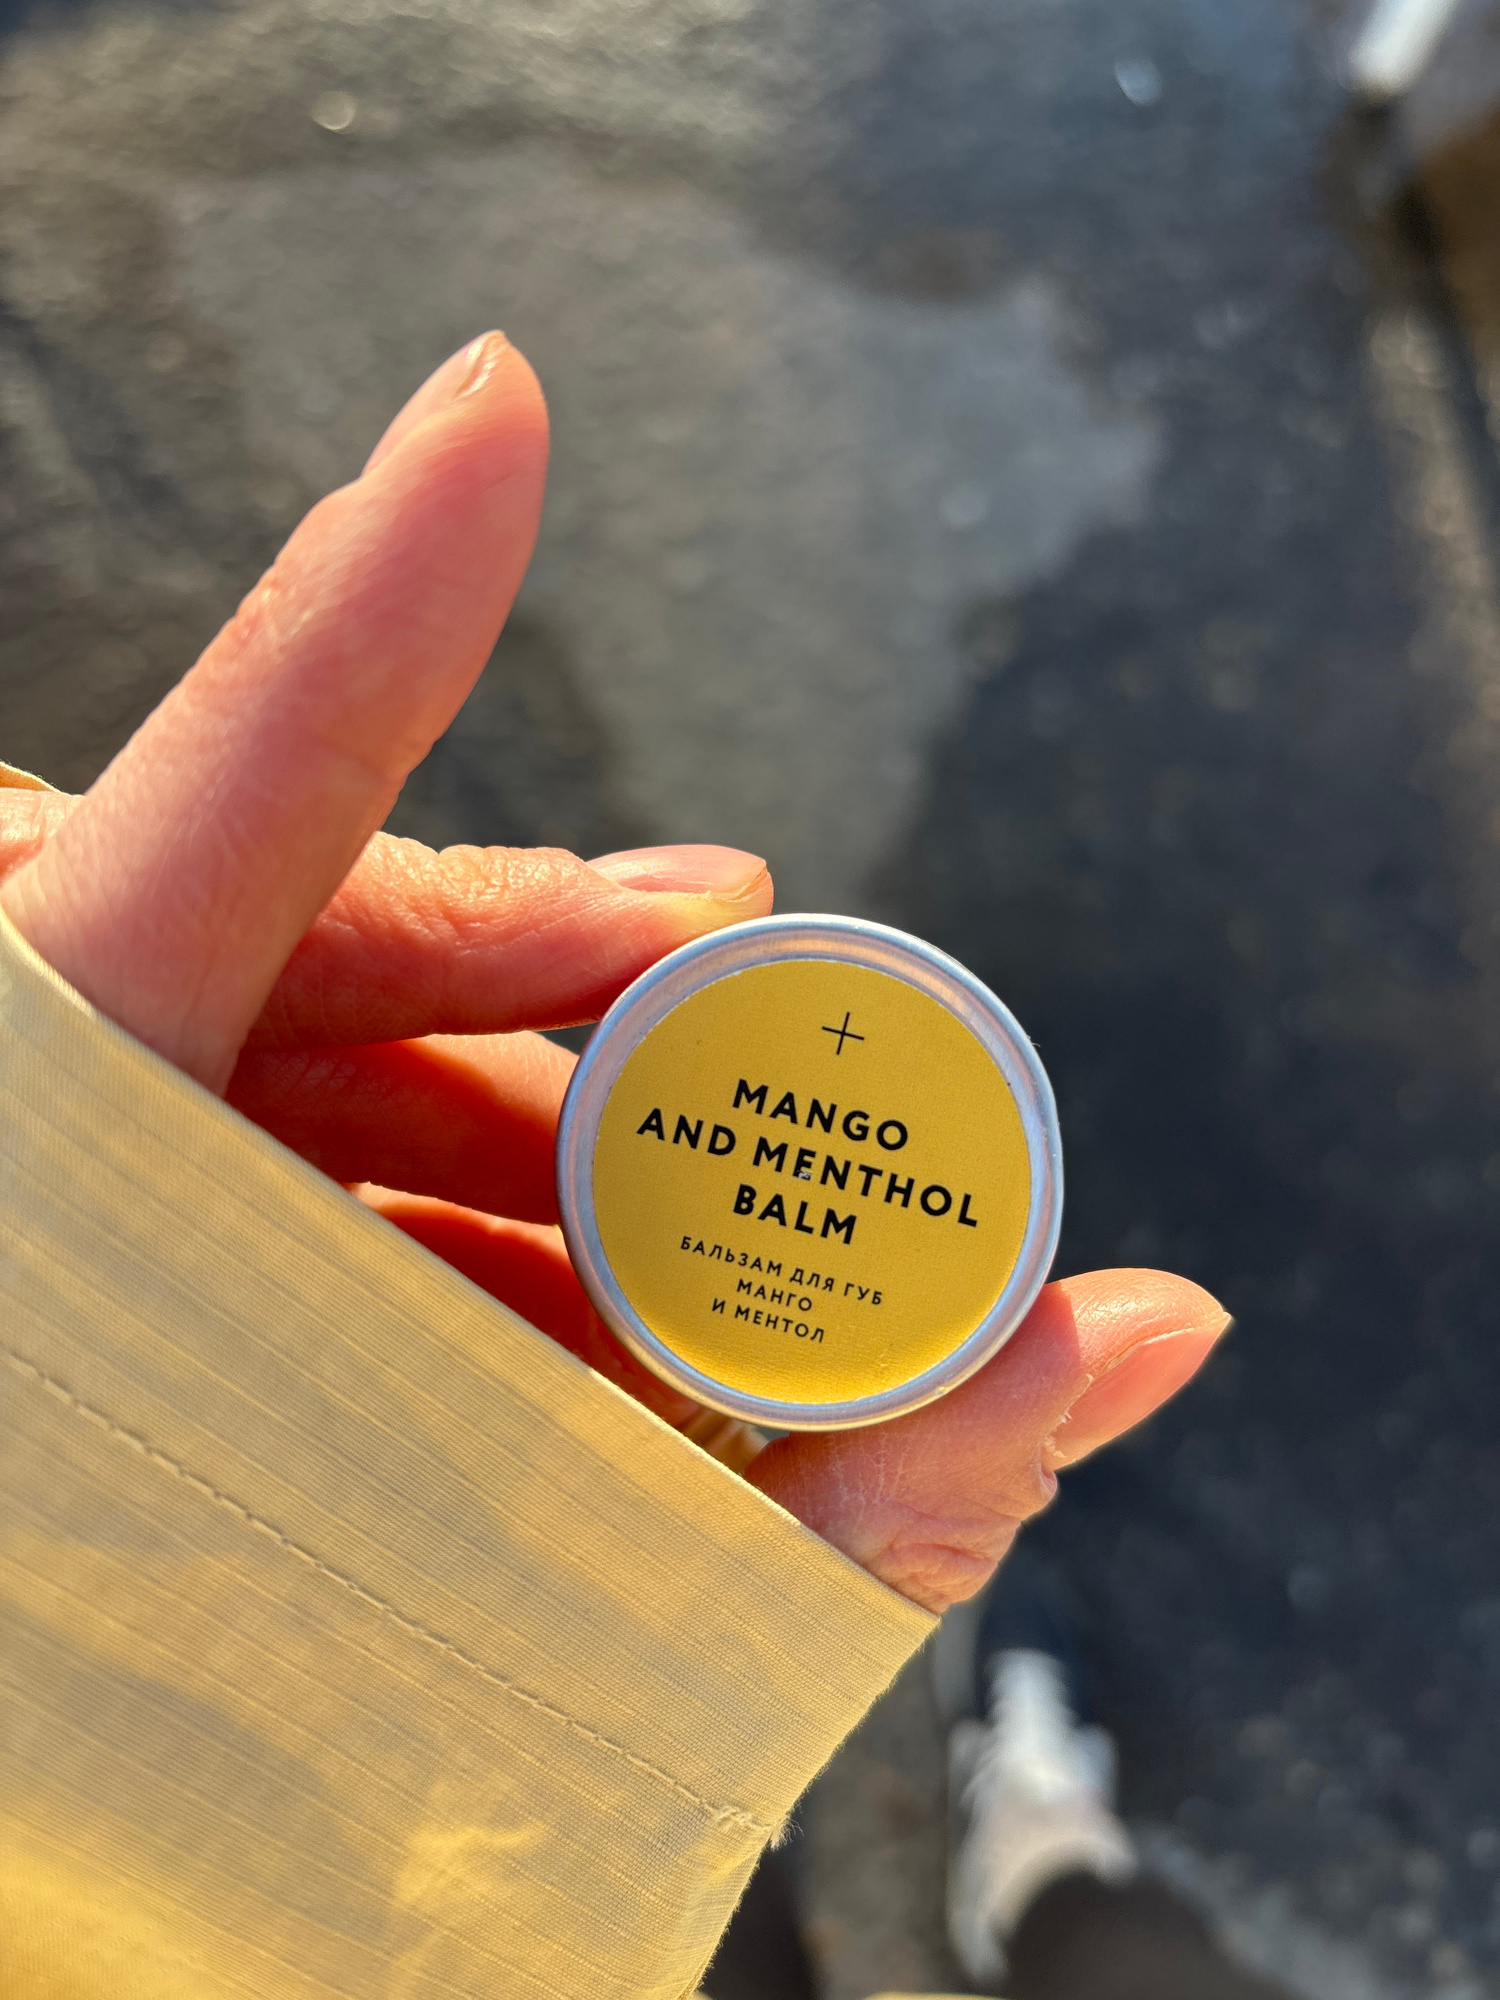 MANGO
AND MENTHOL
BALM
БАЛЬЗАМ ДЛЯ ГУБ
МАНГО
И МЕНТОЛ